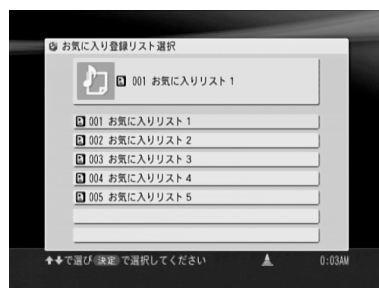 お気に入り登録リスト選択
001 お気に入りリスト 1
001 お気に入りリスト 1
002 お気に入りリスト 2
003 お気に入りリスト 3
004 お気に入りリスト 4
005 お気に入りリスト 5
で選び 決定 で選択してください 0:03AM